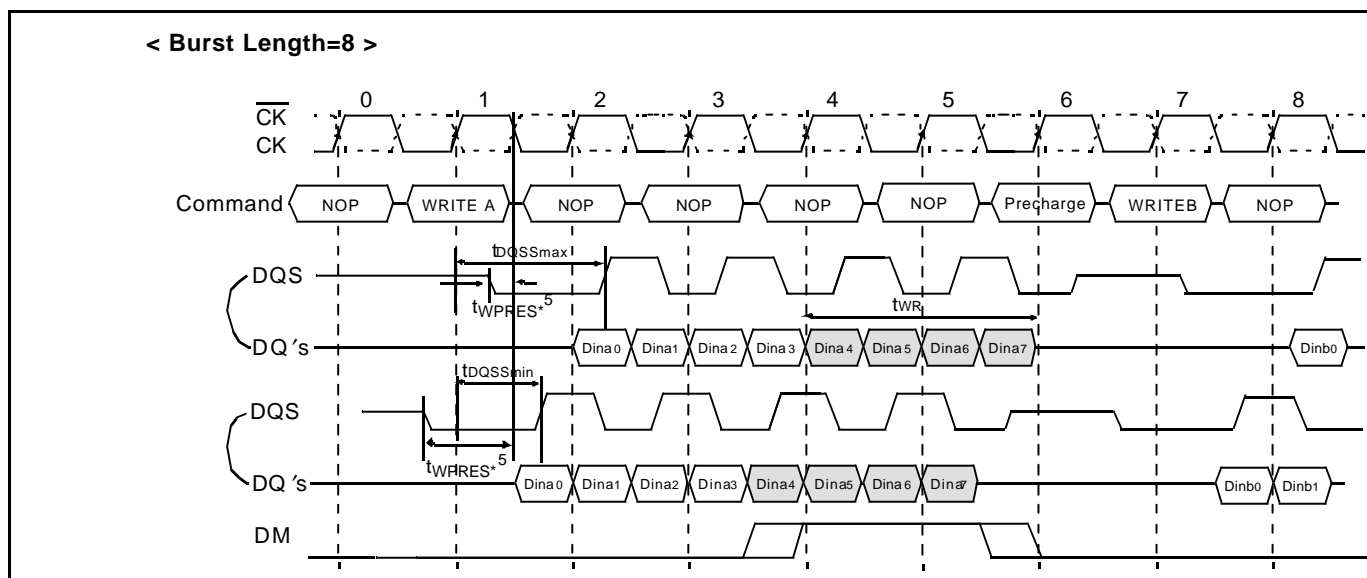 < Burst Length=8 >
0 1 2 3 4 5 6 7 8
CK
CK
Command NOP WRITE A NOP NOP NOP NOP Precharge WRITEB NOP
tDQSSmax
DQS
tWPRES*5
tWR
DQ's Dina0 Dina1 Dina2 Dina3 Dina4 Dina5 Dina6 Dina7 Dinb0
tDQSSmin
DQS
tWPRES*5
DQ's Dina0 Dina1 Dina2 Dina3 Dina4 Dina5 Dina6 Dina7 Dinb0 Dinb1
DM